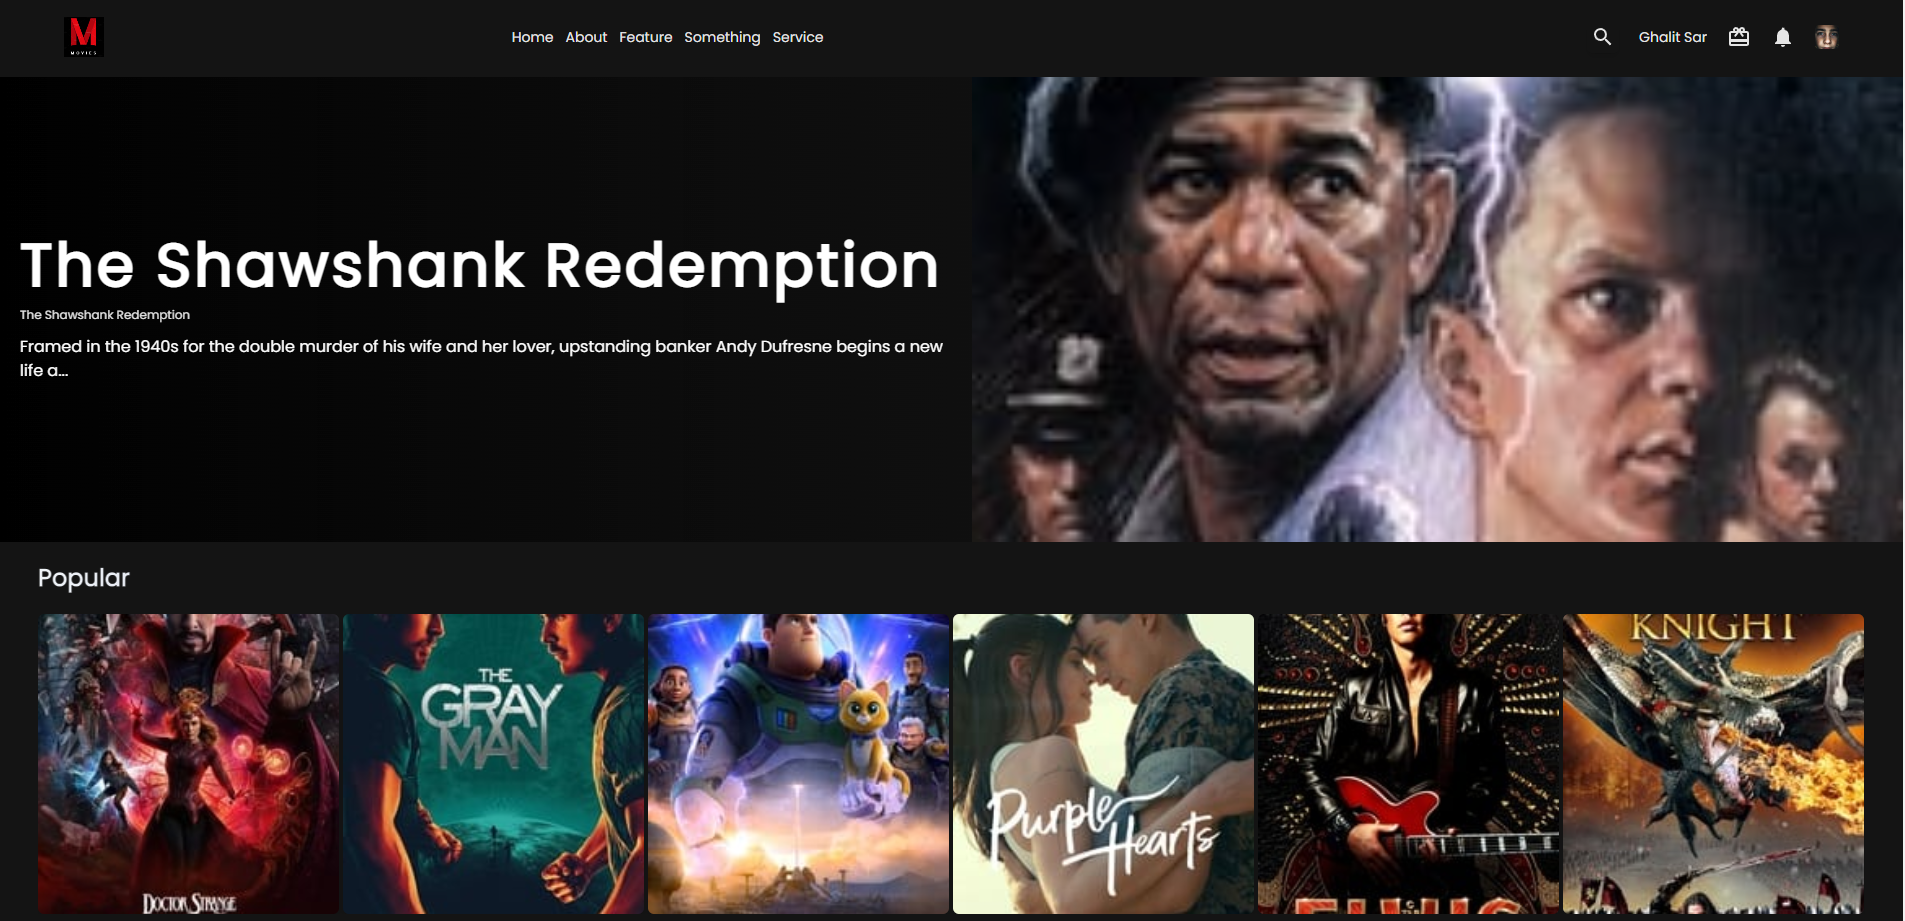 M
MOVIES
Home About Feature Something Service
Ghalit Sar
The Shawshank Redemption
The Shawshank Redemption
Framed in the 1940s for the double murder of his wife and her lover, upstanding banker Andy Dufresne begins a new
life a...
Popular
DOCTOR STRANGE
THE
GRAY
MAN
Purple
Hearts
ELVIS
KNIGHT